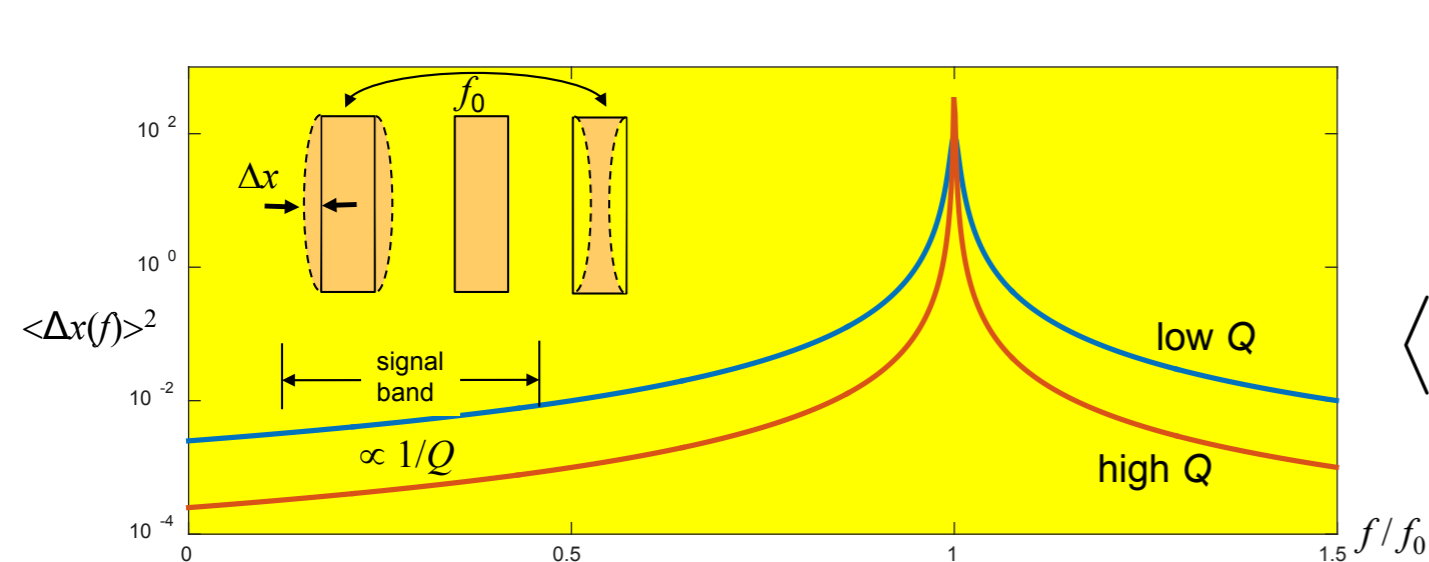 f₀
10 ²
Δx
10 ⁰
<Δx(f)>²
low Q
⟨
signal
band
10 ⁻²
∝ 1/Q
high Q
10 ⁻⁴
0
0.5
1
1.5
f / f₀